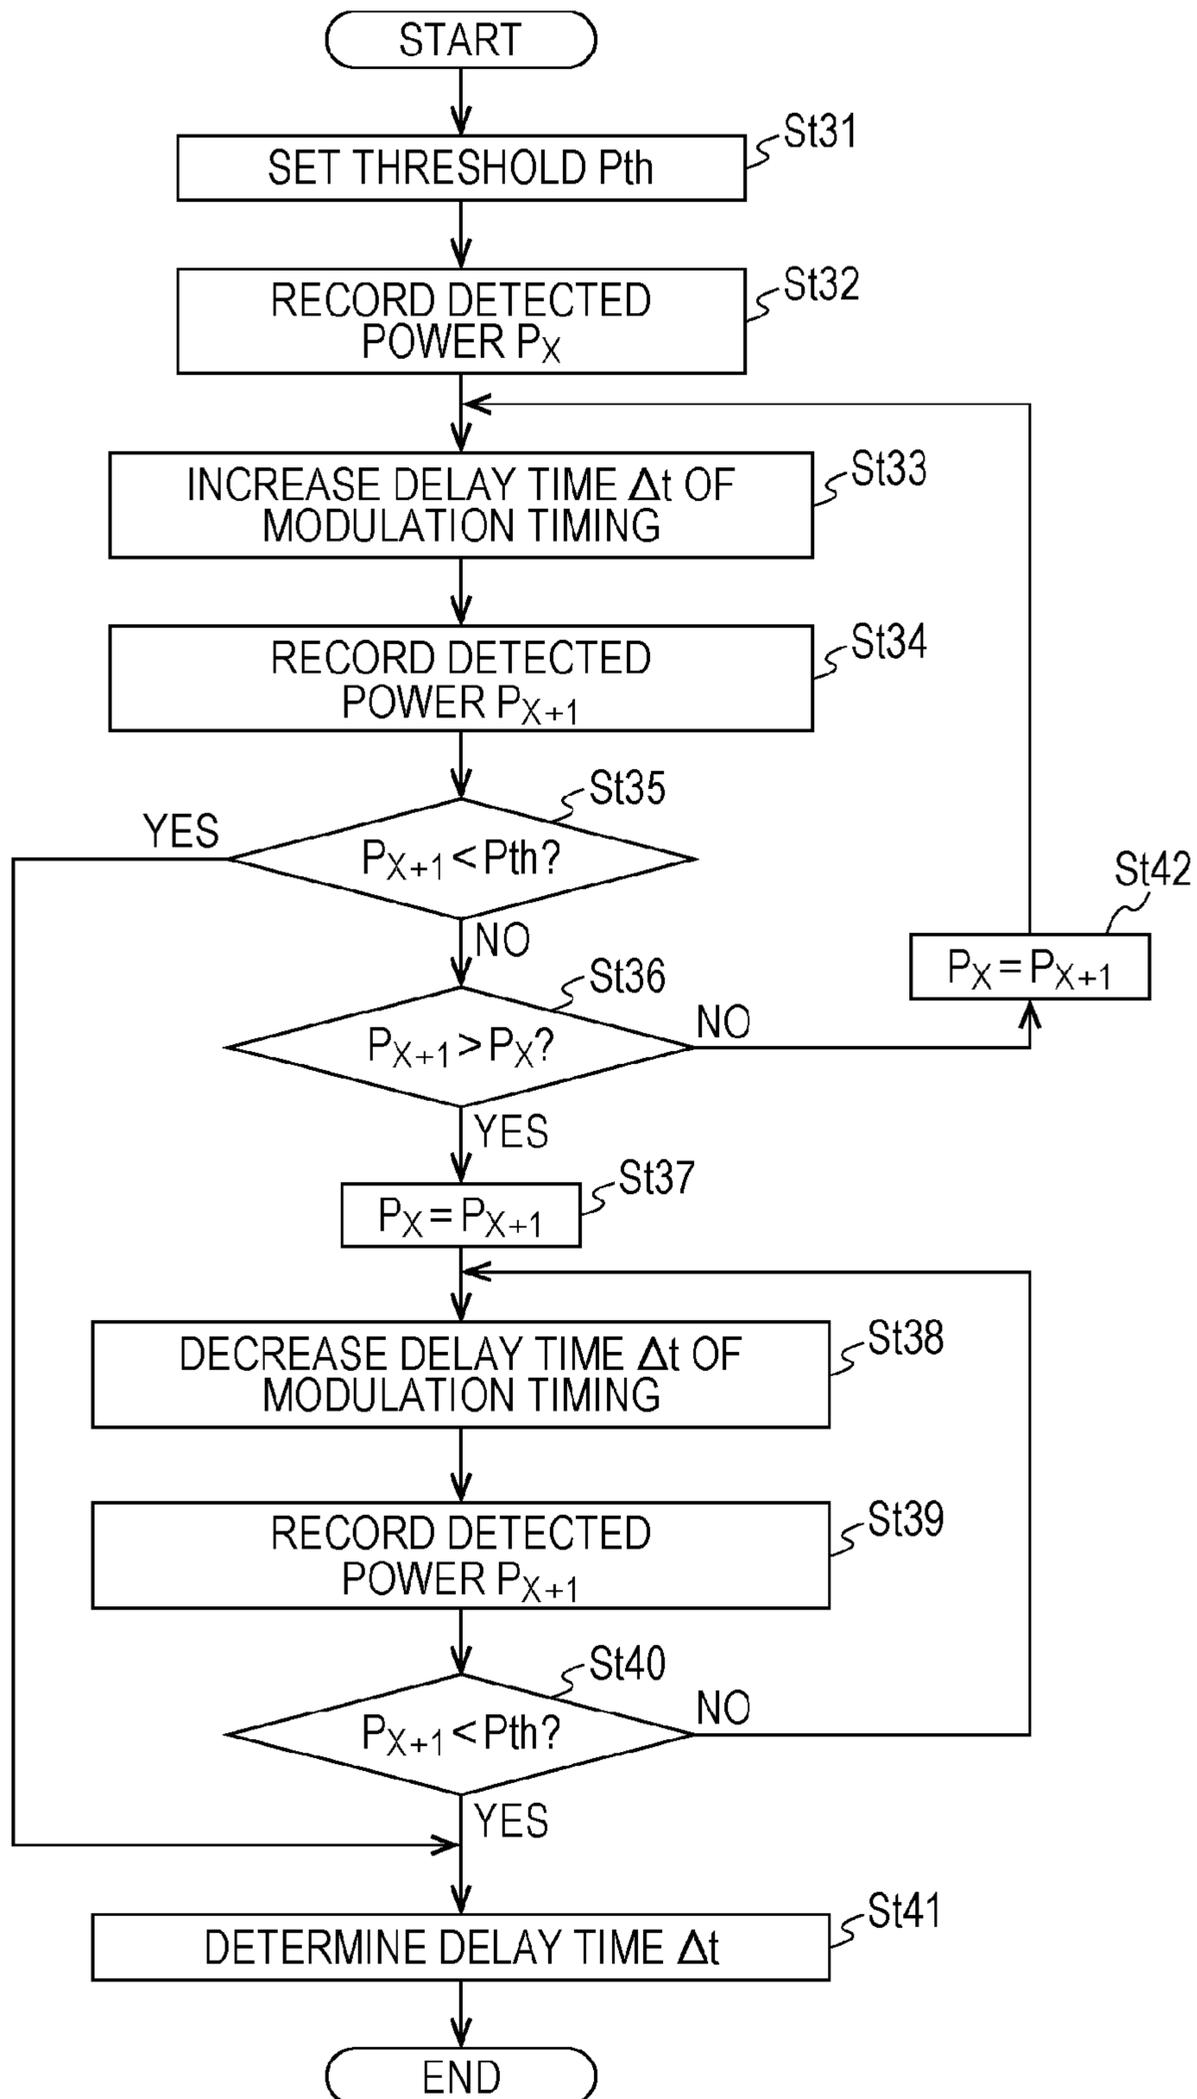 START
St31
SET THRESHOLD Pth
St32
RECORD DETECTED
POWER PX
St33
INCREASE DELAY TIME Δt OF
MODULATION TIMING
St34
RECORD DETECTED
POWER PX+1
St35
YES
PX+1 < Pth?
NO
St42
PX = PX+1
St36
PX+1 > PX?
NO
YES
St37
PX = PX+1
St38
DECREASE DELAY TIME Δt OF
MODULATION TIMING
St39
RECORD DETECTED
POWER PX+1
St40
PX+1 < Pth?
NO
YES
St41
DETERMINE DELAY TIME Δt
END